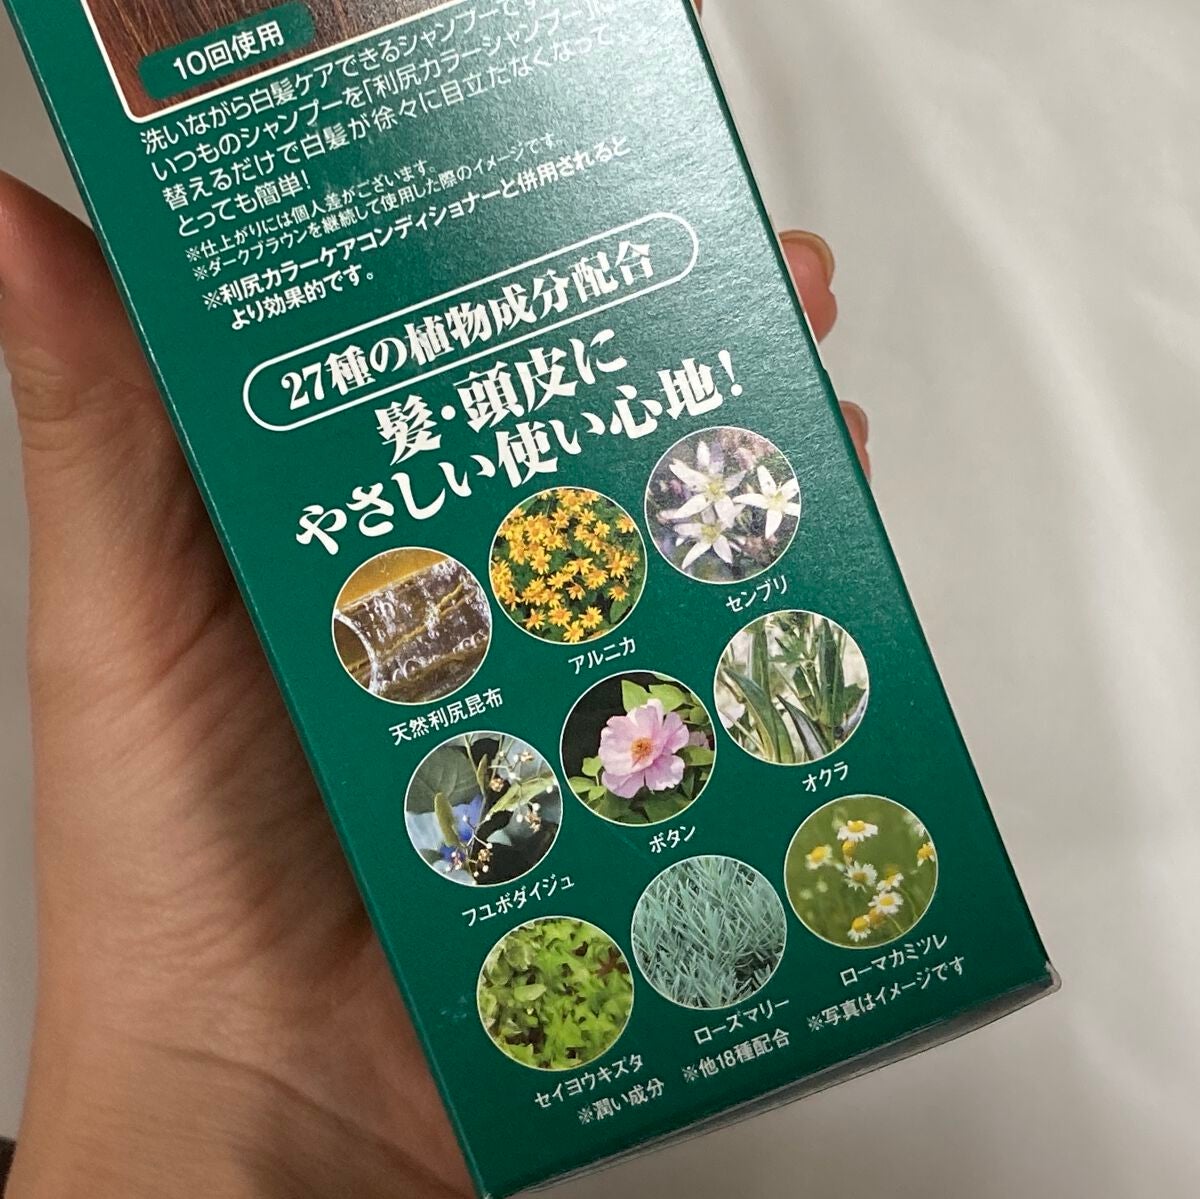 10回使用
洗いながら白髪ケアできるシャンプーです
いつものシャンプーを「利尻カラーシャンプー」に
替えるだけで白髪が徐々に目立たなくなって、
とっても簡単!
※仕上がりには個人差がございます。
※ダークブラウンを継続して使用した際のイメージです。
※利尻カラーケアコンディショナーと併用されると
より効果的です。
27種の植物成分配合
髪・頭皮に
やさしい使い心地!
センブリ
アルニカ
天然利尻昆布
オクラ
ボタン
フユボダイジュ
ローマカミツレ
ローズマリー
セイヨウキズタ
※潤い成分 ※他18種配合 ※写真はイメージです